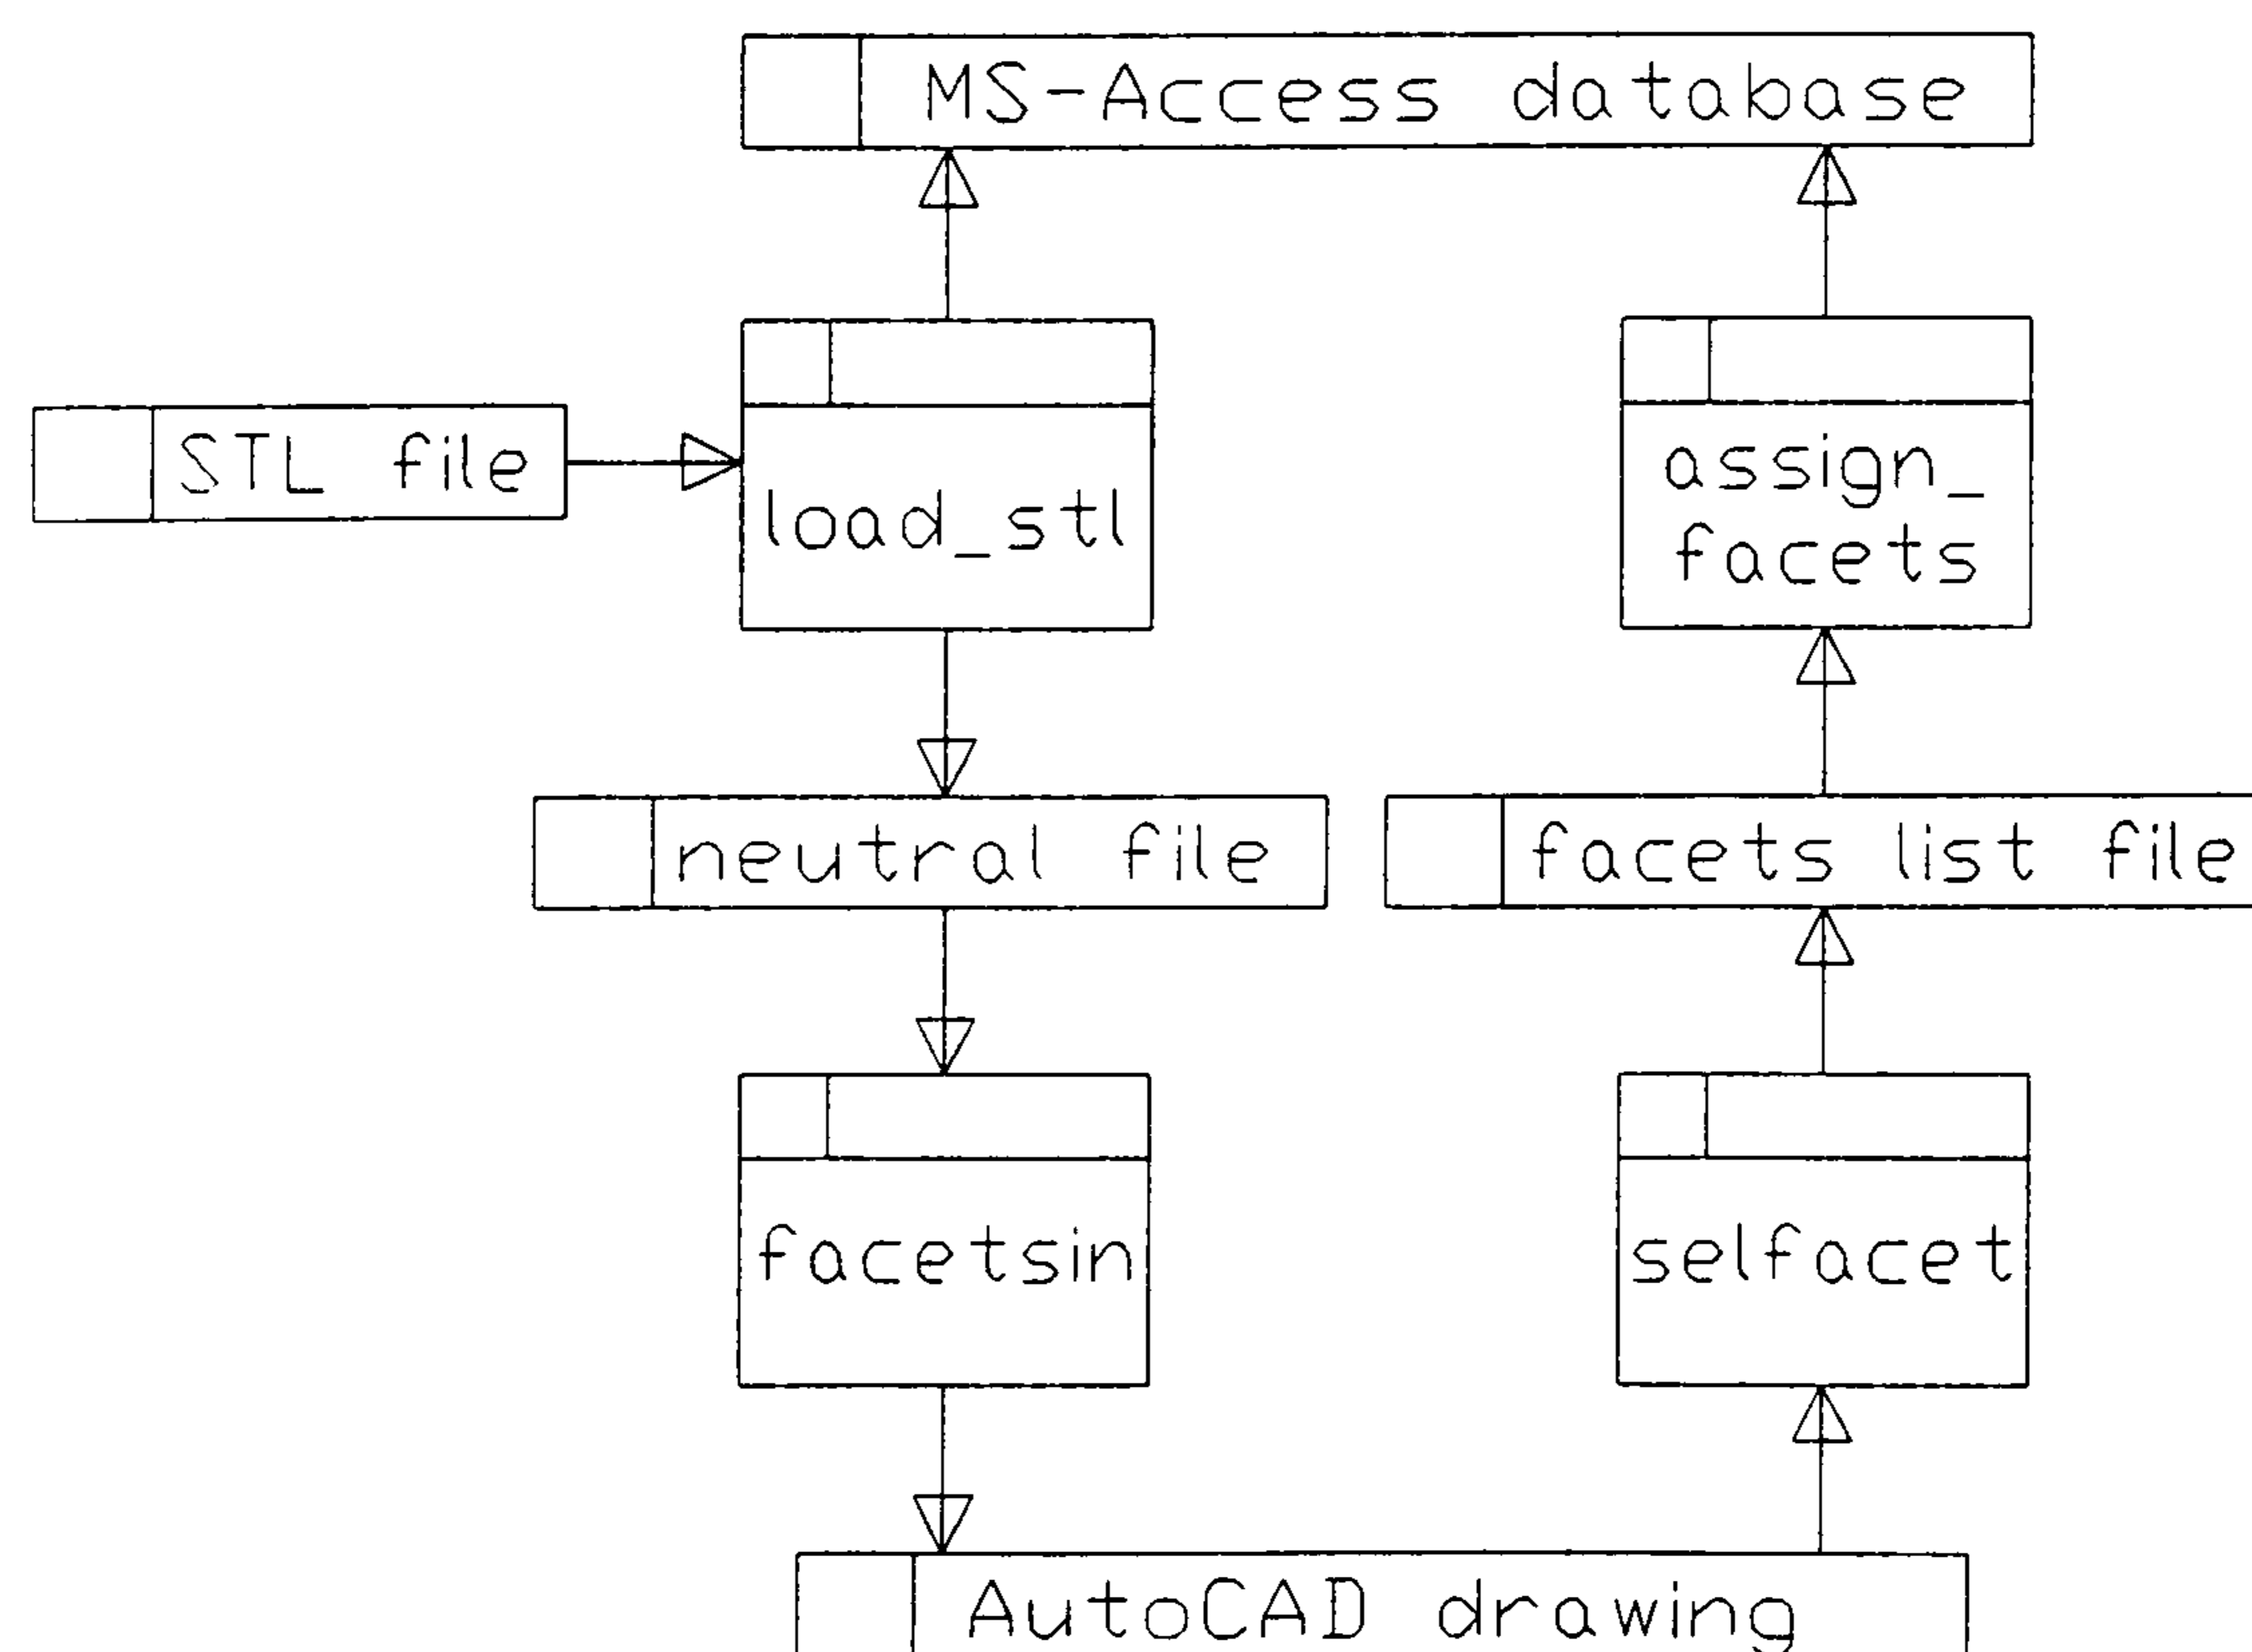 MS-Access database
STL file
load_stl
assign_
facets
neutral file
facets list file
facetsin
selfacet
AutoCAD drawing